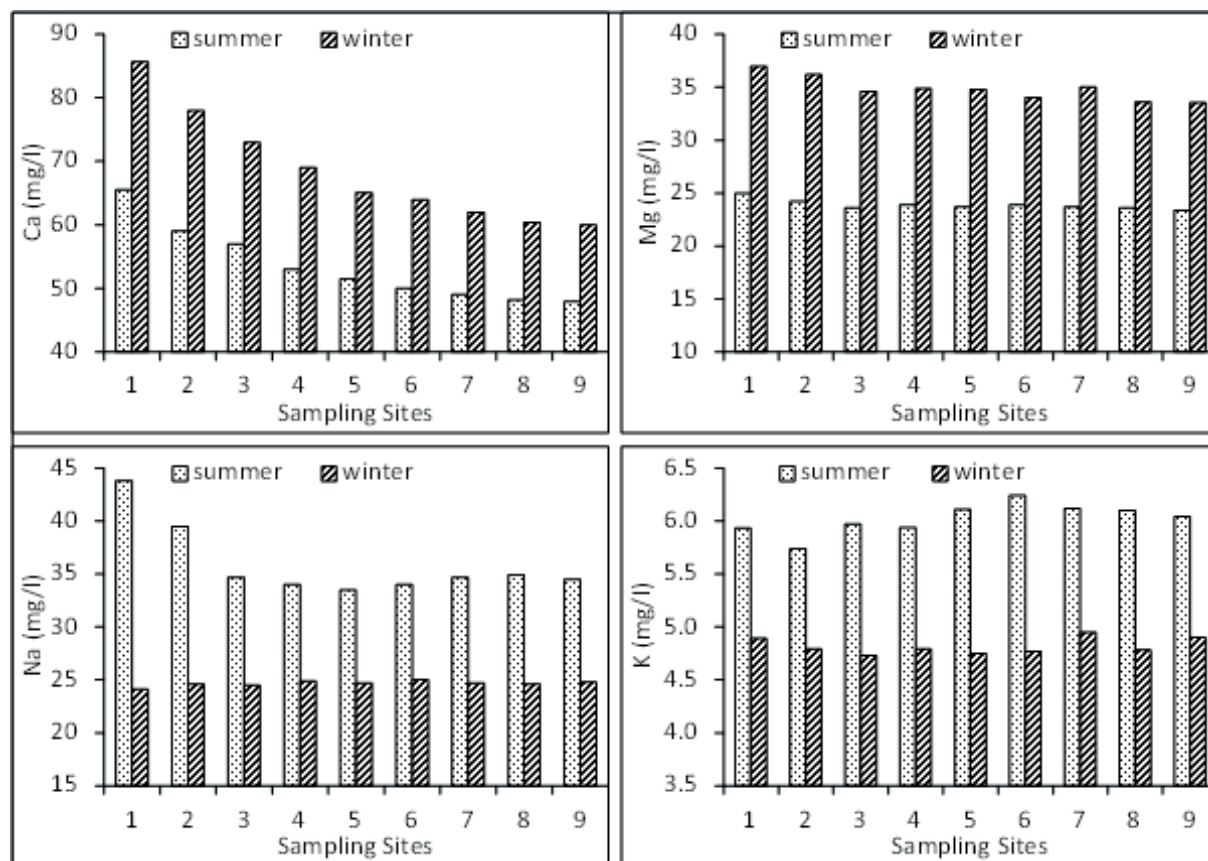 summer winter
90
80
70
60
50
40
Ca (mg/l)
1 2 3 4 5 6 7 8 9
Sampling Sites
summer winter
40
35
30
25
20
15
10
Mg (mg/l)
1 2 3 4 5 6 7 8 9
Sampling Sites
summer winter
45
40
35
30
25
20
15
Na (mg/l)
1 2 3 4 5 6 7 8 9
Sampling Sites
summer winter
6.5
6.0
5.5
5.0
4.5
4.0
3.5
K (mg/l)
1 2 3 4 5 6 7 8 9
Sampling Sites